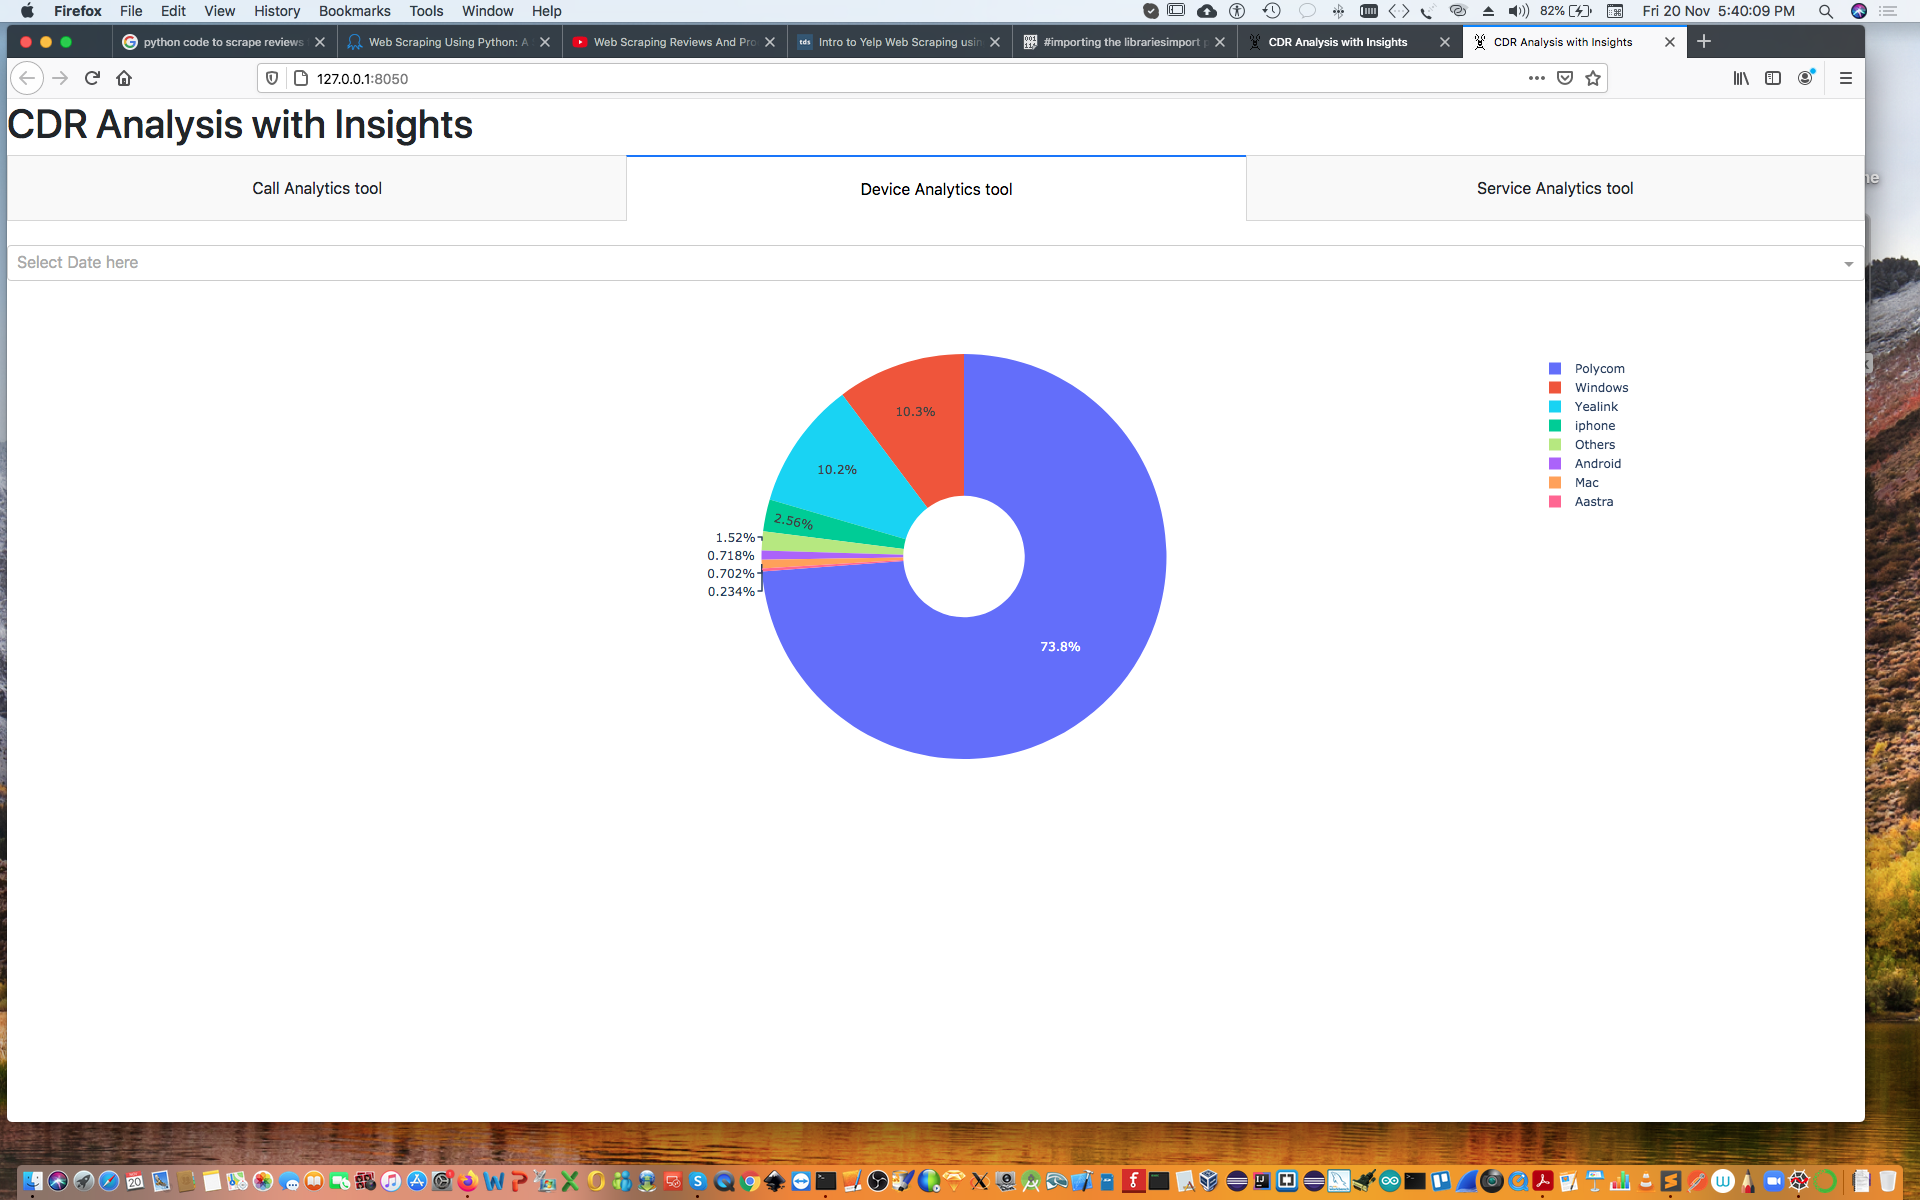 Firefox File Edit View History Bookmarks Tools Window Help 82% Fri 20 Nov 5:40:09 PM
python code to scrape reviews Web Scraping Using Python: A Web Scraping Reviews And Pro tds Intro to Yelp Web Scraping usin #importing the librariesimport p CDR Analysis with Insights CDR Analysis with Insights
127.0.0.1:8050
CDR Analysis with Insights
Call Analytics tool Device Analytics tool Service Analytics tool
Select Date here
Polycom
Windows
Yealink
iphone
Others
Android
Mac
Aastra
10.3%
10.2%
2.56%
1.52%
0.718%
0.702%
0.234%
73.8%